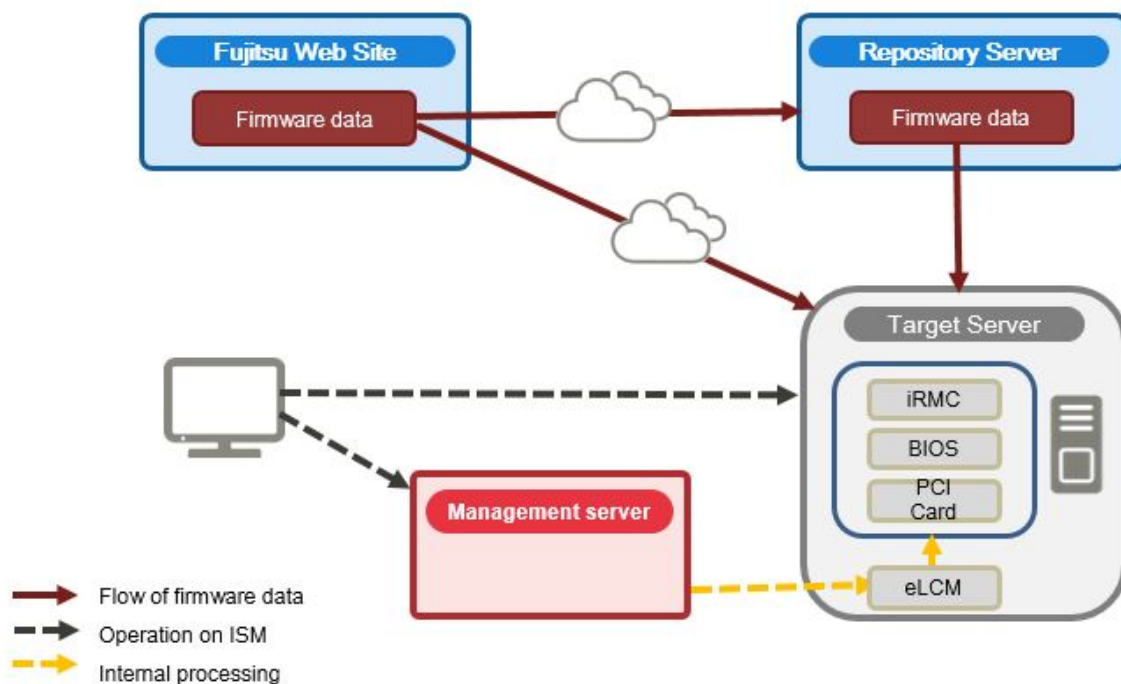 Fujitsu Web Site
Repository Server
Firmware data
Firmware data
Target Server
iRMC
BIOS
PCI
Card
Management server
eLCM
Flow of firmware data
Operation on ISM
Internal processing